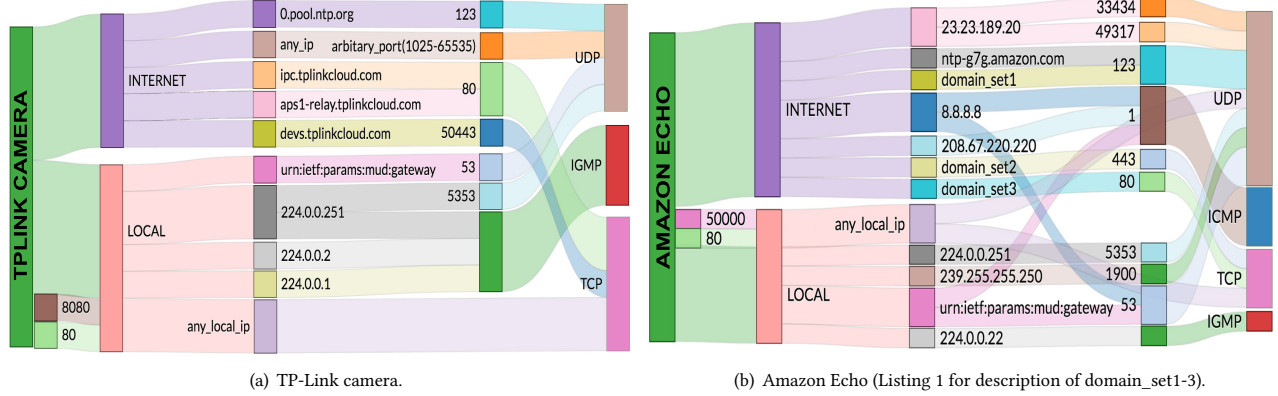 TPLINK CAMERA
8080
80
INTERNET
LOCAL
0.pool.ntp.org
any_ip
ipc.tplinkcloud.com
aps1-relay.tplinkcloud.com
devs.tplinkcloud.com
urn:ietf:params:mud:gateway
224.0.0.251
224.0.0.2
224.0.0.1
any_local_ip
123
arbitrary_port(1025-65535)
80
50443
53
5353
UDP
IGMP
TCP
(a) TP-Link camera.
AMAZON ECHO
50000
80
INTERNET
LOCAL
23.23.189.20
ntp-g7g.amazon.com
domain_set1
8.8.8.8
208.67.220.220
domain_set2
domain_set3
any_local_ip
224.0.0.251
239.255.255.250
urn:ietf:params:mud:gateway
224.0.0.22
33434
49317
123
1
443
80
5353
1900
53
UDP
ICMP
TCP
IGMP
(b) Amazon Echo (Listing 1 for description of domain_set1-3).